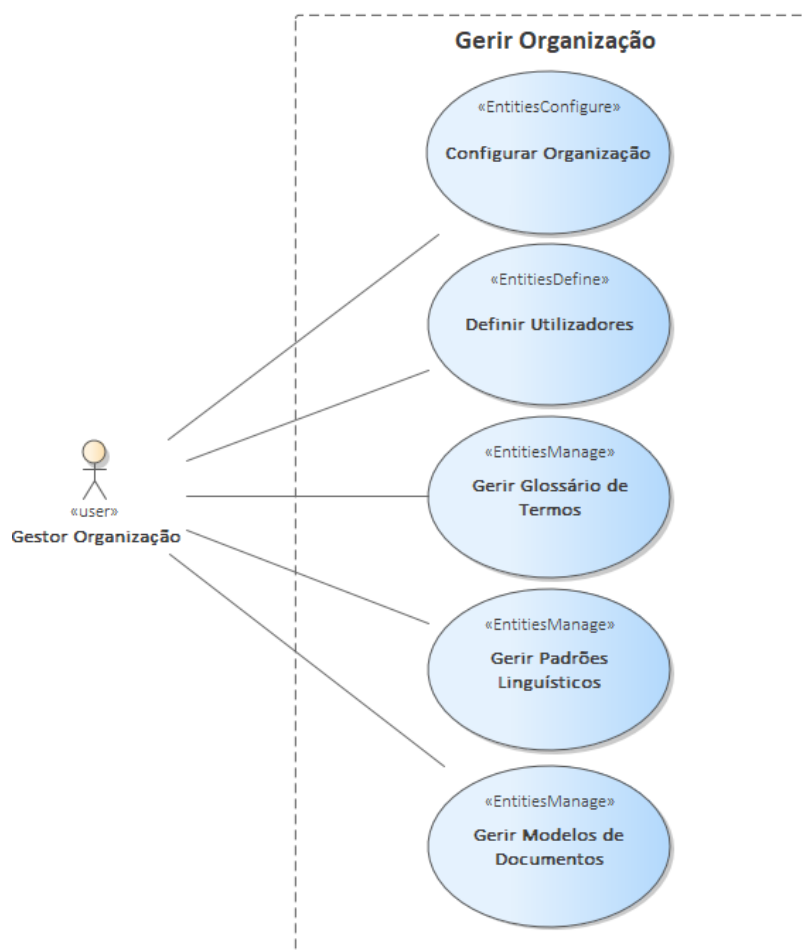 Gerir Organização
«EntitiesConfigure»
Configurar Organização
«EntitiesDefine»
Definir Utilizadores
«EntitiesManage»
Gerir Glossário de
Termos
«user»
Gestor Organização
«EntitiesManage»
Gerir Padrões
Linguísticos
«EntitiesManage»
Gerir Modelos de
Documentos